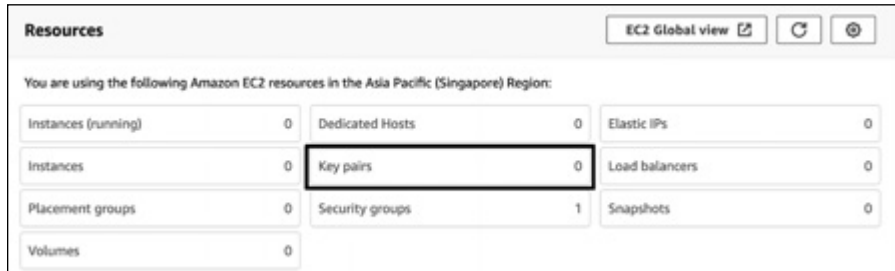 Resources EC2 Global view
You are using the following Amazon EC2 resources in the Asia Pacific (Singapore) Region:
Instances (running) 0 Dedicated Hosts 0 Elastic IPs 0
Instances 0 Key pairs 0 Load balancers 0
Placement groups 0 Security groups 1 Snapshots 0
Volumes 0